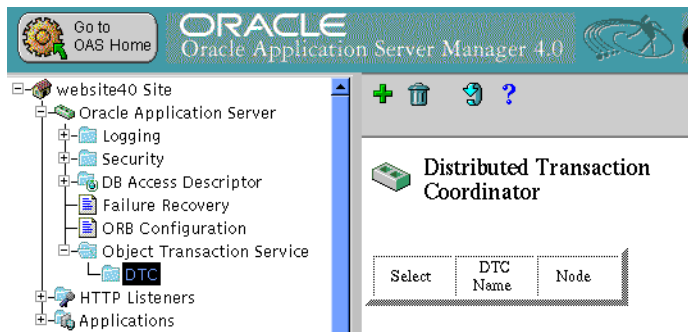 Go to
OAS Home
ORACLE
Oracle Application Server Manager 4.0
website40 Site
Oracle Application Server
Logging
Security
DB Access Descriptor
Failure Recovery
ORB Configuration
Object Transaction Service
DTC
HTTP Listeners
Applications
?
Distributed Transaction
Coordinator
Select
DTC
Name
Node